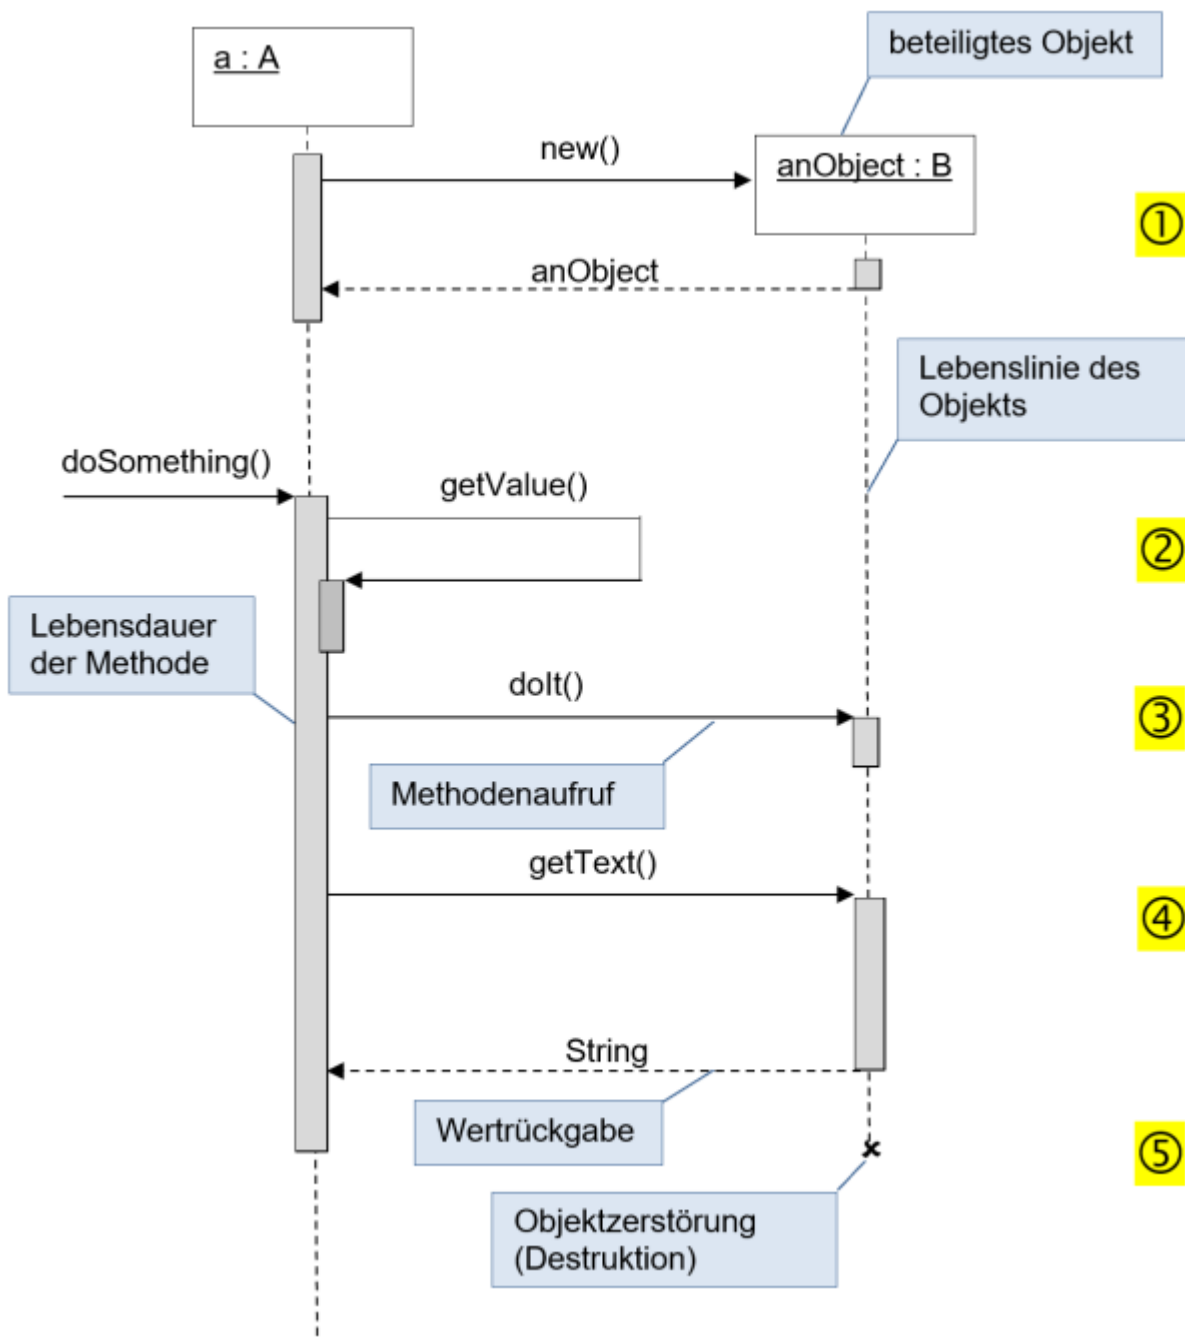 beteiligtes Objekt
a : A
new()
anObject : B
①
anObject
Lebenslinie des
Objekts
doSomething()
getValue()
②
Lebensdauer
der Methode
doIt()
③
Methodenaufruf
getText()
④
String
Wertrückgabe
⑤
Objektzerstörung
(Destruktion)